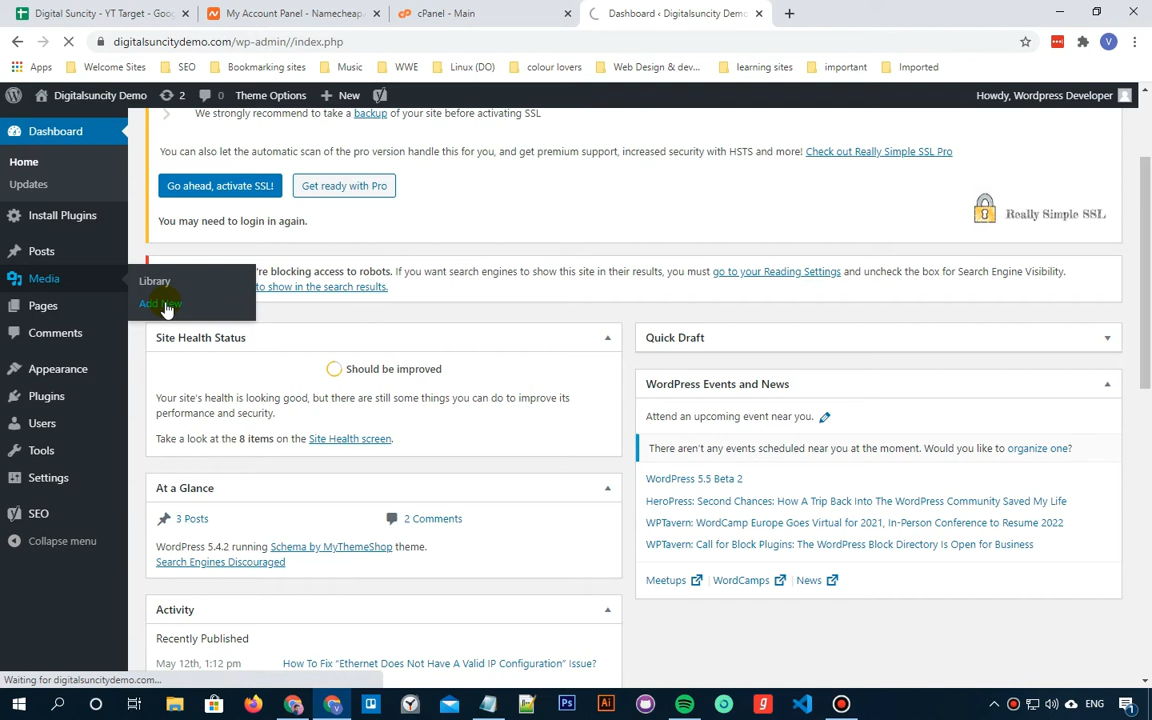 Digital Suncity - YT Target - Goo
My Account Panel - Namecheap
cPanel - Main
Dashboard ‹ Digitalsuncity Demo
digitalsuncitydemo.com/wp-admin//index.php
V
Apps
Welcome Sites
SEO
Bookmarking sites
Music
WWE
Linux (DO)
colour lovers
Web Design & dev...
learning sites
important
Imported
Digitalsuncity Demo
2
0
Theme Options
New
Howdy, Wordpress Developer
Dashboard
Home
Updates
Install Plugins
Posts
Media
Library
Add New
Pages
Comments
Appearance
Plugins
Users
Tools
Settings
SEO
Collapse menu
We strongly recommend to take a backup of your site before activating SSL
You can also let the automatic scan of the pro version handle this for you, and get premium support, increased security with HSTS and more! Check out Really Simple SSL Pro
Go ahead, activate SSL!
Get ready with Pro
You may need to login in again.
Really Simple SSL
're blocking access to robots. If you want search engines to show this site in their results, you must go to your Reading Settings and uncheck the box for Search Engine Visibility.
to show in the search results.
Site Health Status
Should be improved
Your site's health is looking good, but there are still some things you can do to improve its
performance and security.
Take a look at the 8 items on the Site Health screen.
At a Glance
3 Posts
2 Comments
WordPress 5.4.2 running Schema by MyThemeShop theme.
Search Engines Discouraged
Activity
Recently Published
May 12th, 1:12 pm
How To Fix "Ethernet Does Not Have A Valid IP Configuration" Issue?
Quick Draft
WordPress Events and News
Attend an upcoming event near you.
There aren't any events scheduled near you at the moment. Would you like to organize one?
WordPress 5.5 Beta 2
HeroPress: Second Chances: How A Trip Back Into The WordPress Community Saved My Life
WPTavern: WordCamp Europe Goes Virtual for 2021, In-Person Conference to Resume 2022
WPTavern: Call for Block Plugins: The WordPress Block Directory Is Open for Business
Meetups
WordCamps
News
Waiting for digitalsuncitydemo.com...
Ps
Ai
ENG
1